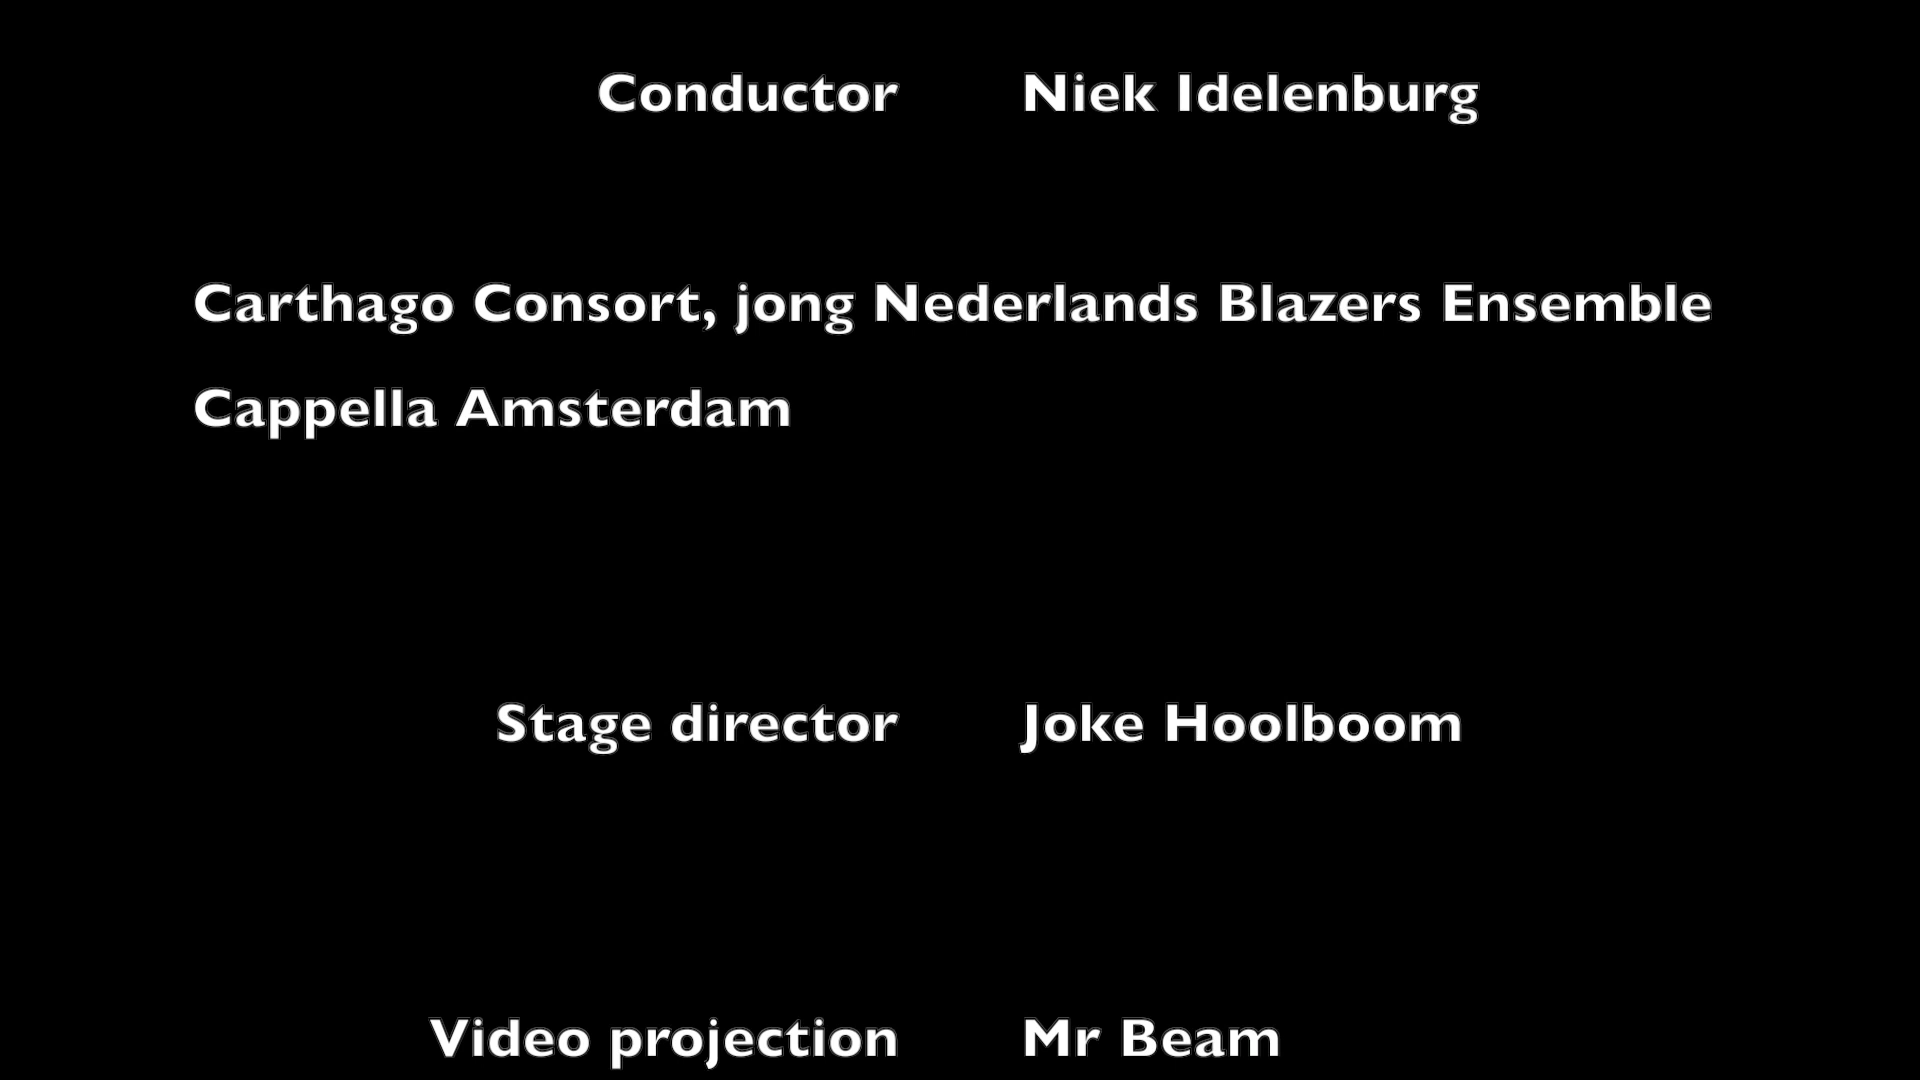 Conductor Niek Idelenburg
Carthago Consort, jong Nederlands Blazers Ensemble
Cappella Amsterdam
Stage director Joke Hoolboom
Video projection Mr Beam